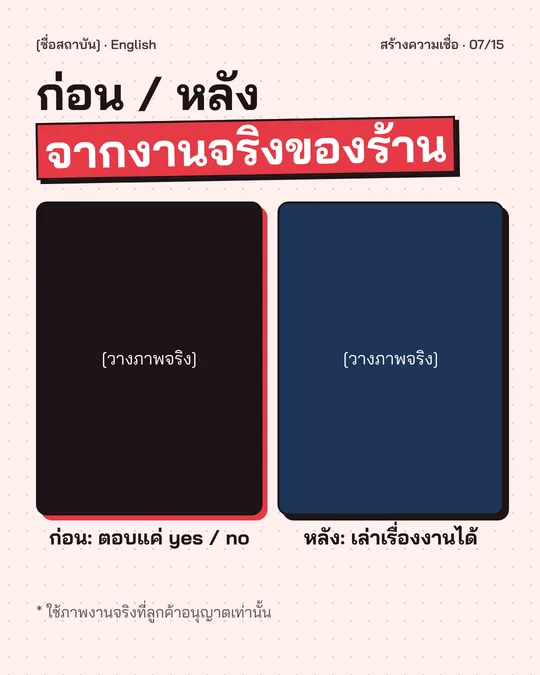 [ชื่อสถาบัน] · English
สร้างความเชื่อ · 07/15
ก่อน / หลัง
จากงานจริงของร้าน
[วางภาพจริง]
[วางภาพจริง]
ก่อน: ตอบแค่ yes / no
หลัง: เล่าเรื่องงานได้
* ใช้ภาพงานจริงที่ลูกค้าอนุญาตเท่านั้น